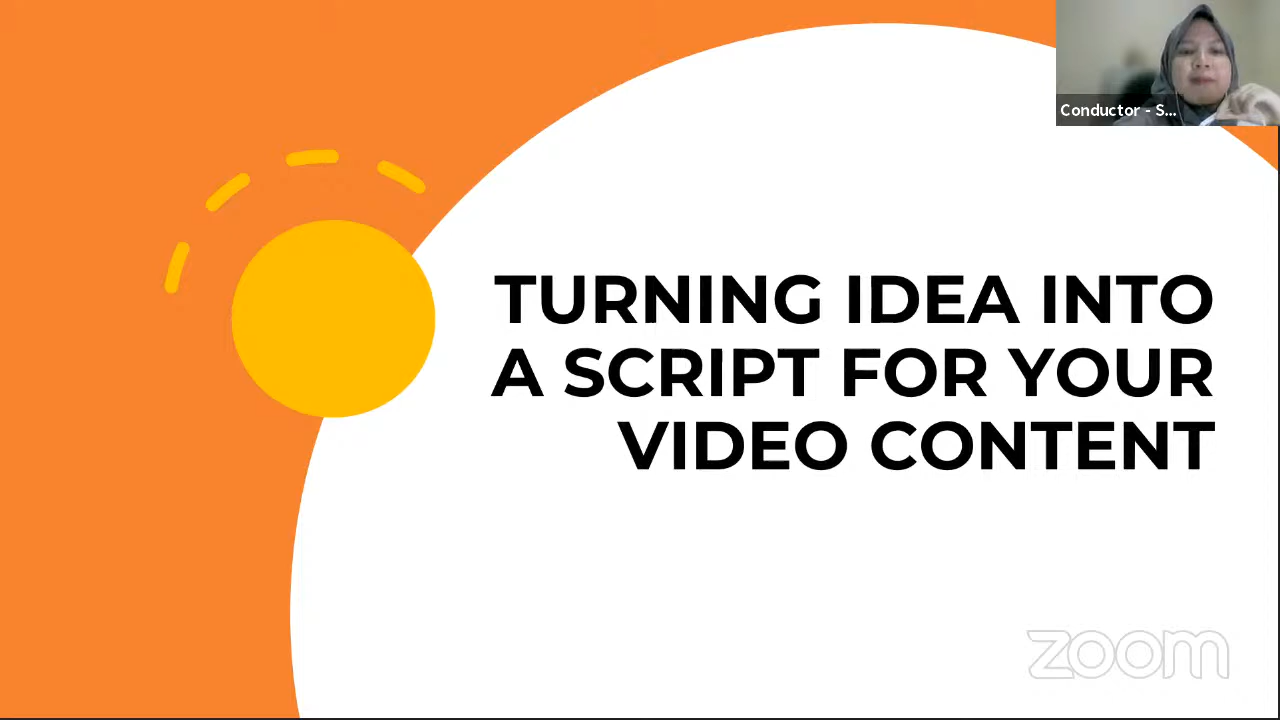 Conductor - S...
TURNING IDEA INTO
A SCRIPT FOR YOUR
VIDEO CONTENT
zoom